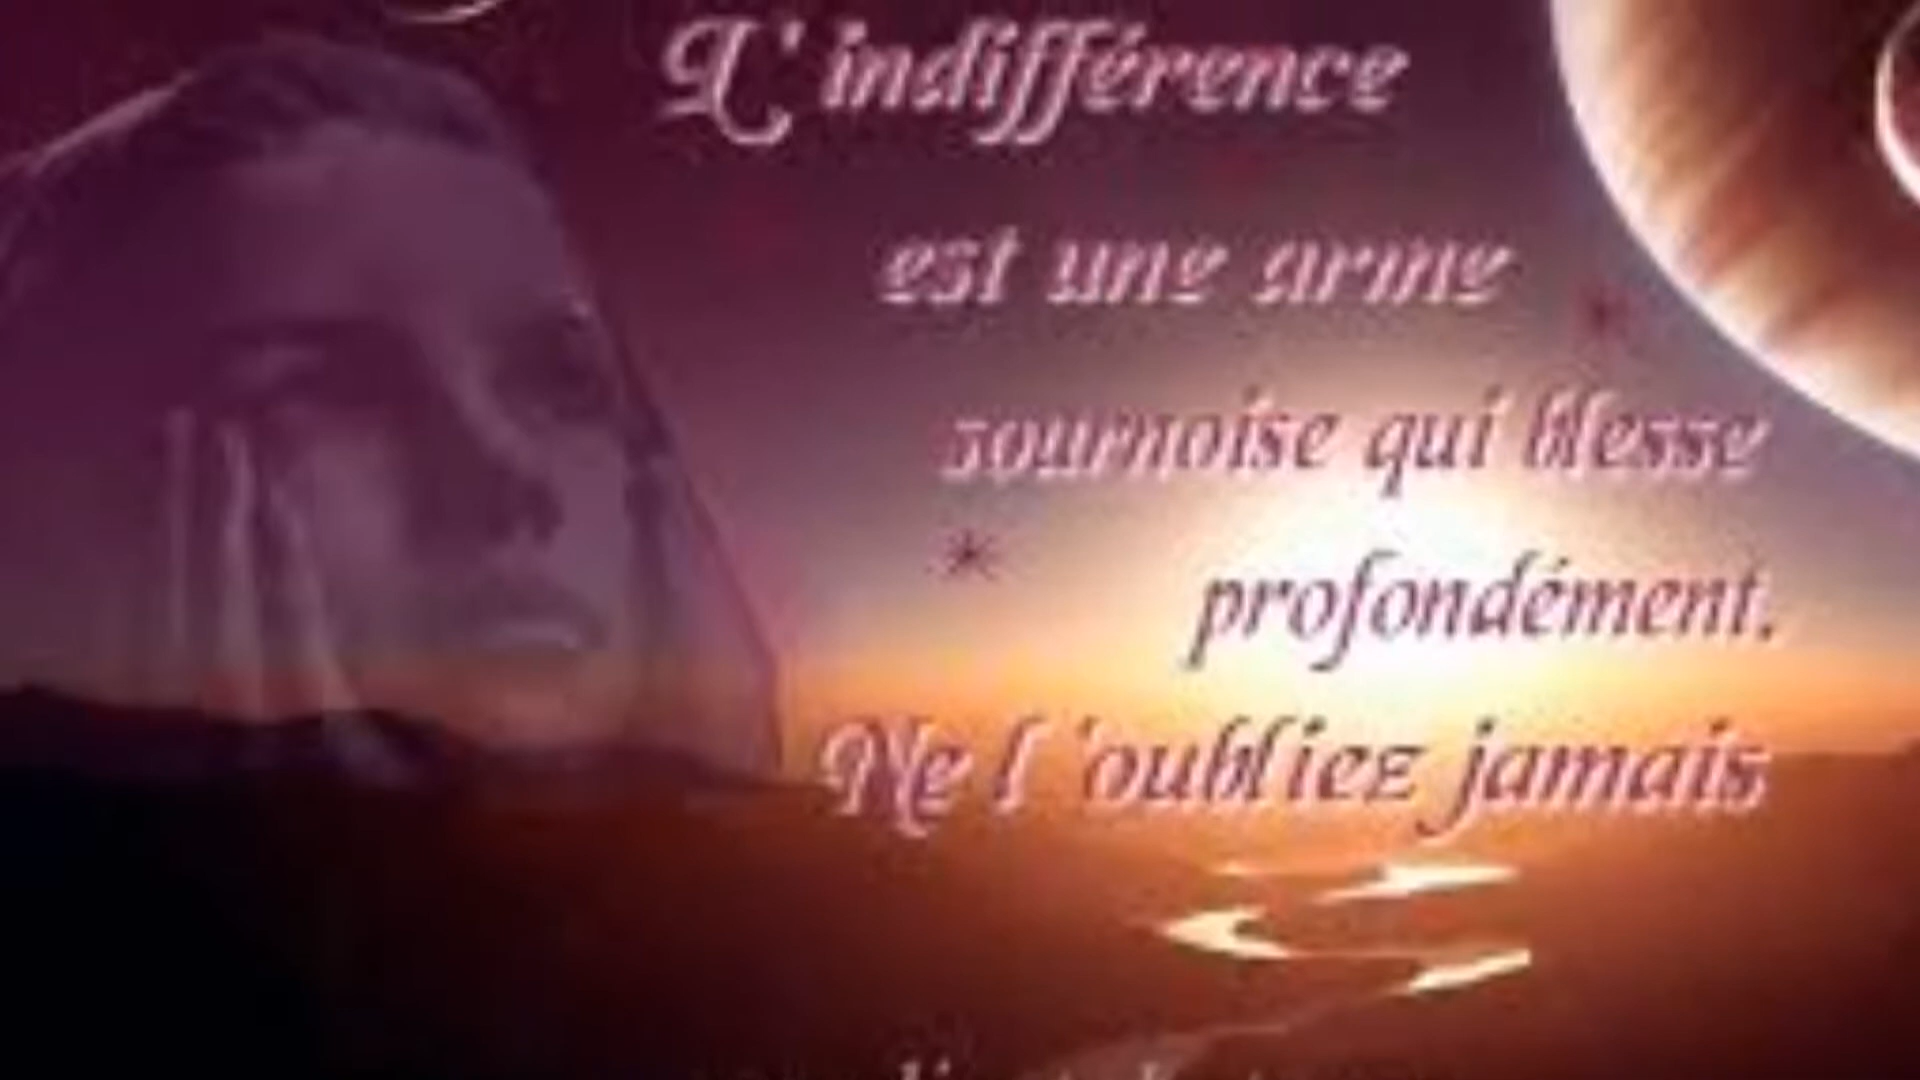 L'indifférence
est une arme
sournoise qui blesse
profondément.
Ne l'oubliez jamais